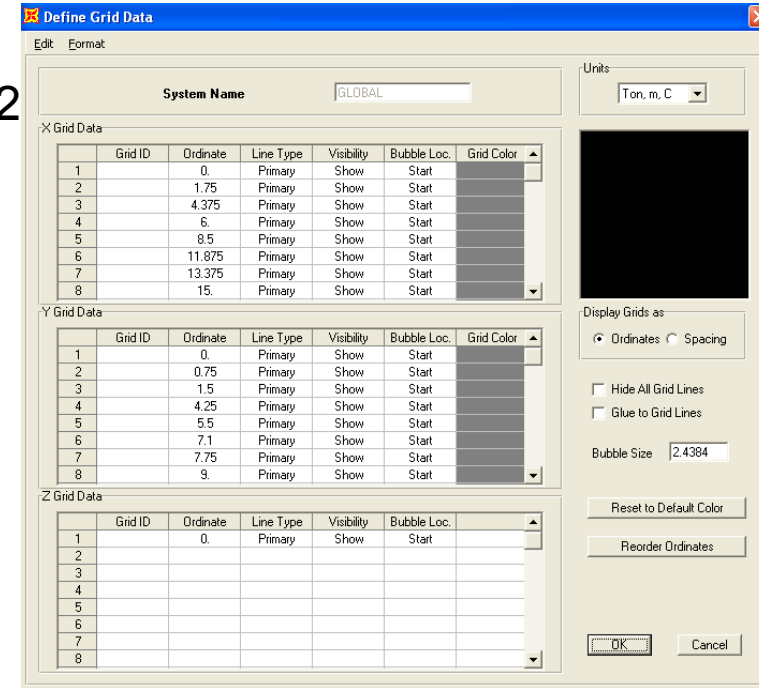 Define Grid Data
Edit Format
2
System Name GLOBAL
Units
Ton, m, C
X Grid Data
Grid ID Ordinate Line Type Visibility Bubble Loc. Grid Color
1 0. Primary Show Start
2 1.75 Primary Show Start
3 4.375 Primary Show Start
4 6. Primary Show Start
5 8.5 Primary Show Start
6 11.875 Primary Show Start
7 13.375 Primary Show Start
8 15. Primary Show Start
Y Grid Data
Grid ID Ordinate Line Type Visibility Bubble Loc. Grid Color
1 0. Primary Show Start
2 0.75 Primary Show Start
3 1.5 Primary Show Start
4 4.25 Primary Show Start
5 5.5 Primary Show Start
6 7.1 Primary Show Start
7 7.75 Primary Show Start
8 9. Primary Show Start
Z Grid Data
Grid ID Ordinate Line Type Visibility Bubble Loc.
1 0. Primary Show Start
2
3
4
5
6
7
8
Display Grids as
Ordinates Spacing
Hide All Grid Lines
Glue to Grid Lines
Bubble Size 2.4384
Reset to Default Color
Reorder Ordinates
OK Cancel